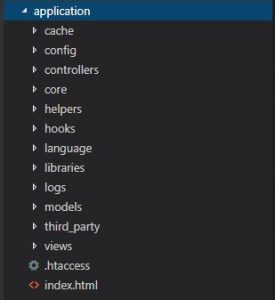 application
cache
config
controllers
core
helpers
hooks
language
libraries
logs
models
third_party
views
.htaccess
index.html